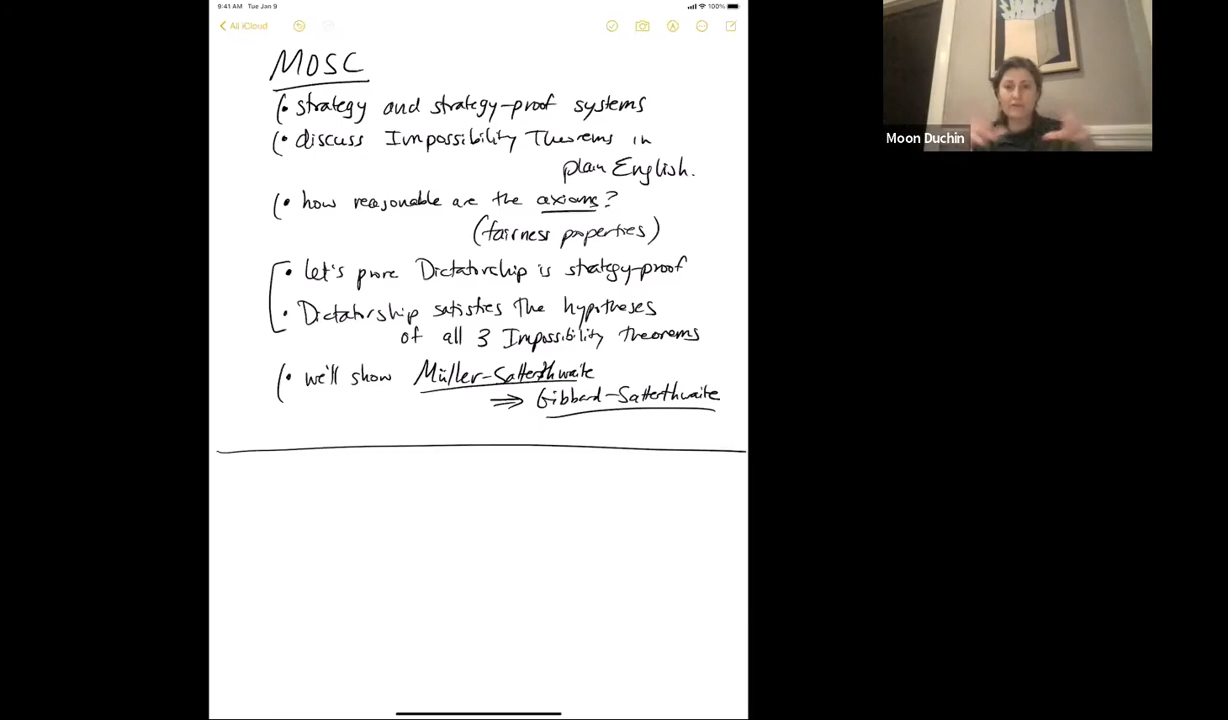 9:41 AM Tue Jan 9
100%
All iCloud
MOSC
• strategy and strategy-proof systems
• discuss Impossibility Theorems in
plain English.
• how reasonable are the axioms?
(fairness properties)
• Let's prove Dictatorship is strategy-proof
• Dictatorship satisfies the hypotheses
of all 3 Impossibility theorems
• we'll show Müller-Satterthwaite
⇒ Gibbard-Satterthwaite
Moon Duchin